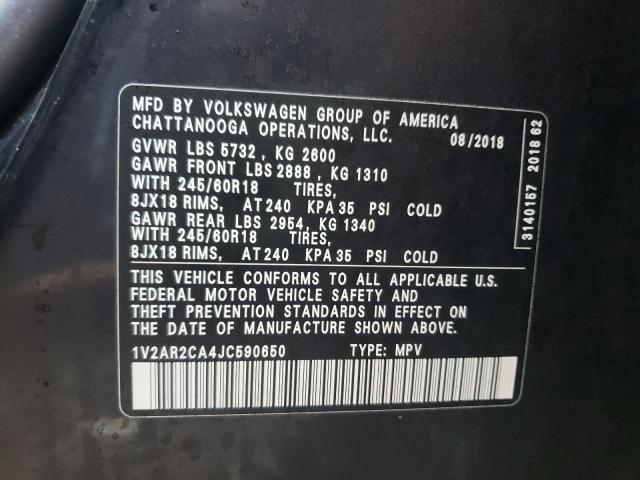 MFD BY VOLKSWAGEN GROUP OF AMERICA
CHATTANOOGA OPERATIONS, LLC.
08/2018
GVWR LBS 5732 , KG 2600
GAWR FRONT LBS 2888 , KG 1310
WITH 245/60R18 TIRES,
8JX18 RIMS, AT 240 KPA 35 PSI COLD
GAWR REAR LBS 2954, KG 1340
WITH 245/60R18 TIRES,
8JX18 RIMS, AT 240 KPA 35 PSI COLD
THIS VEHICLE CONFORMS TO ALL APPLICABLE U.S.
FEDERAL MOTOR VEHICLE SAFETY AND
THEFT PREVENTION STANDARDS IN EFFECT ON
THE DATE OF MANUFACTURE SHOWN ABOVE.
1V2AR2CA4JC590650 TYPE: MPV
3140157 2018 62